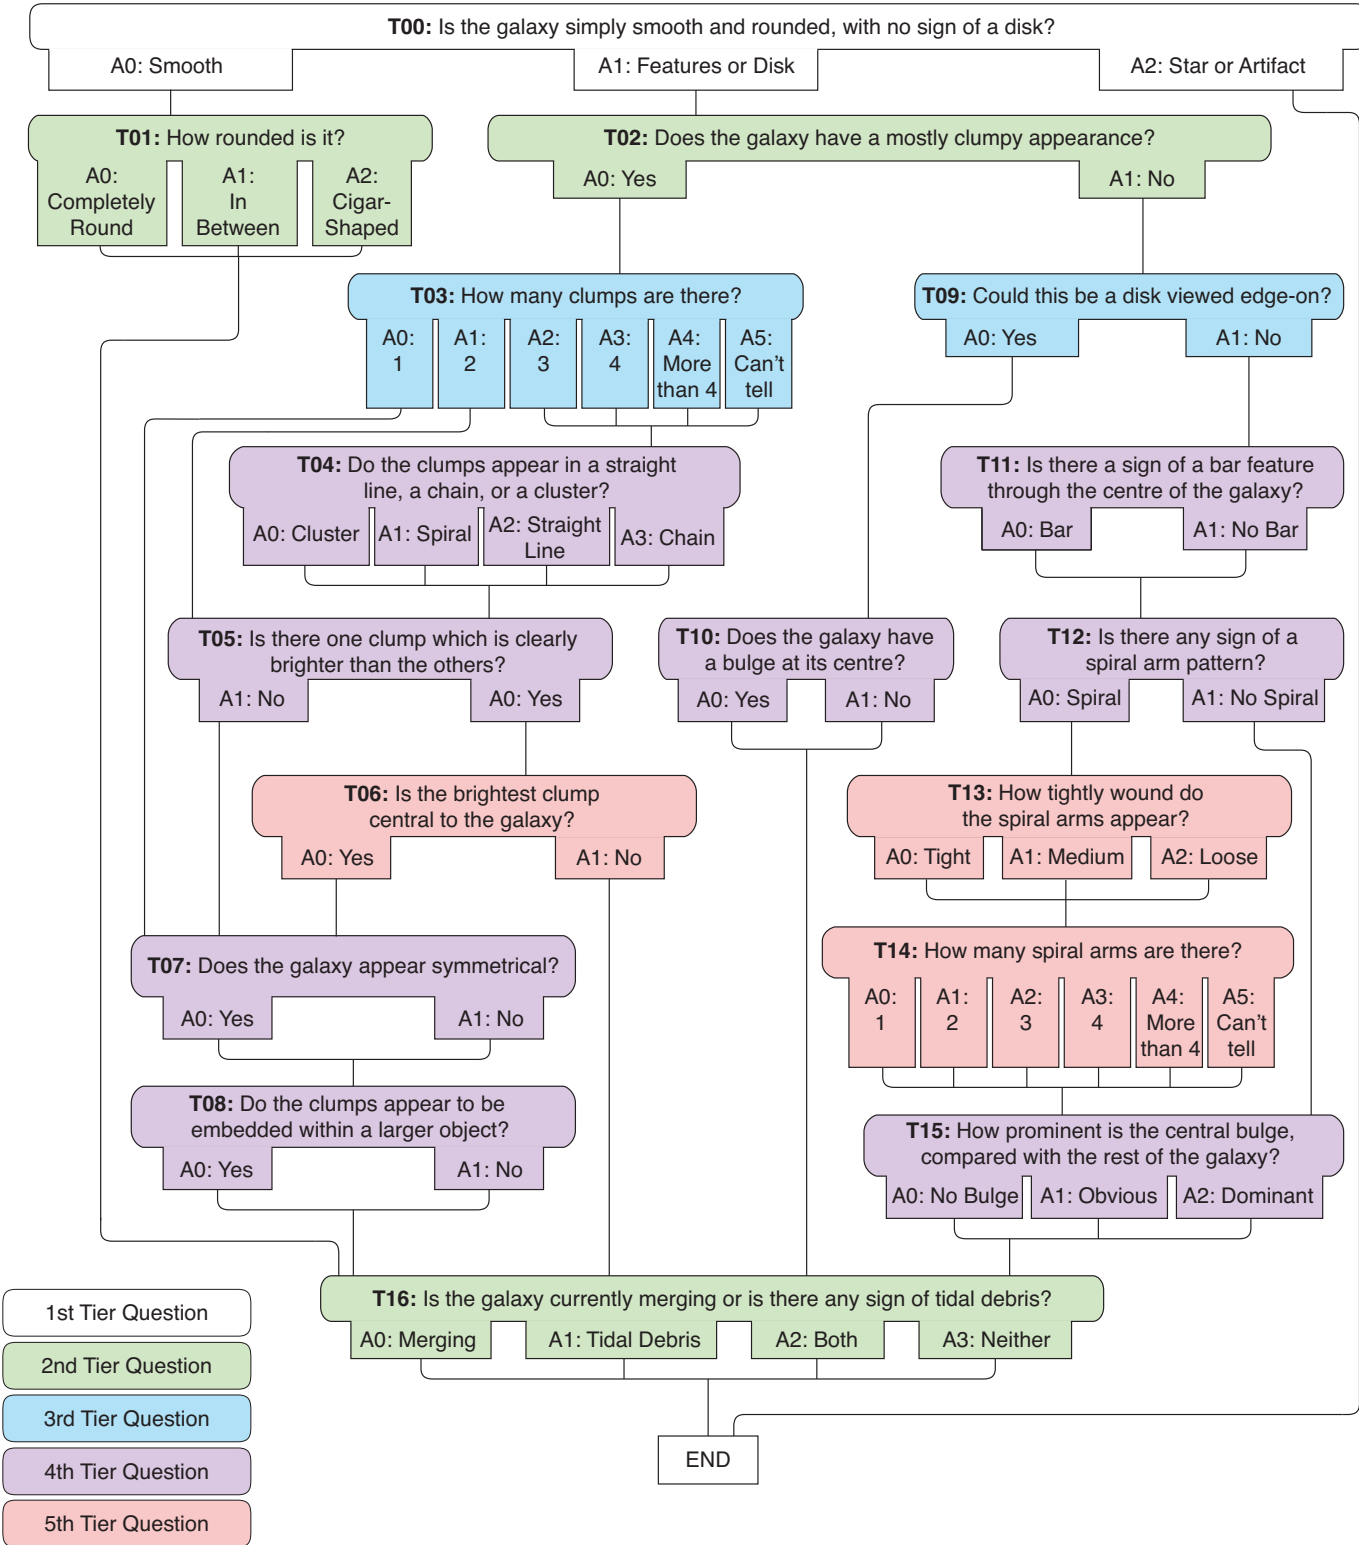 T00: Is the galaxy simply smooth and rounded, with no sign of a disk?
A0: Smooth
A1: Features or Disk
A2: Star or Artifact
T01: How rounded is it?
A0:
Completely
Round
A1:
In
Between
A2:
Cigar-
Shaped
T02: Does the galaxy have a mostly clumpy appearance?
A0: Yes
A1: No
T03: How many clumps are there?
A0:
1
A1:
2
A2:
3
A3:
4
A4:
More
than 4
A5:
Can't
tell
T09: Could this be a disk viewed edge-on?
A0: Yes
A1: No
T04: Do the clumps appear in a straight
line, a chain, or a cluster?
A0: Cluster
A1: Spiral
A2: Straight
Line
A3: Chain
T11: Is there a sign of a bar feature
through the centre of the galaxy?
A0: Bar
A1: No Bar
T05: Is there one clump which is clearly
brighter than the others?
A1: No
A0: Yes
T10: Does the galaxy have
a bulge at its centre?
A0: Yes
A1: No
T12: Is there any sign of a
spiral arm pattern?
A0: Spiral
A1: No Spiral
T06: Is the brightest clump
central to the galaxy?
A0: Yes
A1: No
T13: How tightly wound do
the spiral arms appear?
A0: Tight
A1: Medium
A2: Loose
T07: Does the galaxy appear symmetrical?
A0: Yes
A1: No
T14: How many spiral arms are there?
A0:
1
A1:
2
A2:
3
A3:
4
A4:
More
than 4
A5:
Can't
tell
T08: Do the clumps appear to be
embedded within a larger object?
A0: Yes
A1: No
T15: How prominent is the central bulge,
compared with the rest of the galaxy?
A0: No Bulge
A1: Obvious
A2: Dominant
T16: Is the galaxy currently merging or is there any sign of tidal debris?
A0: Merging
A1: Tidal Debris
A2: Both
A3: Neither
END
1st Tier Question
2nd Tier Question
3rd Tier Question
4th Tier Question
5th Tier Question